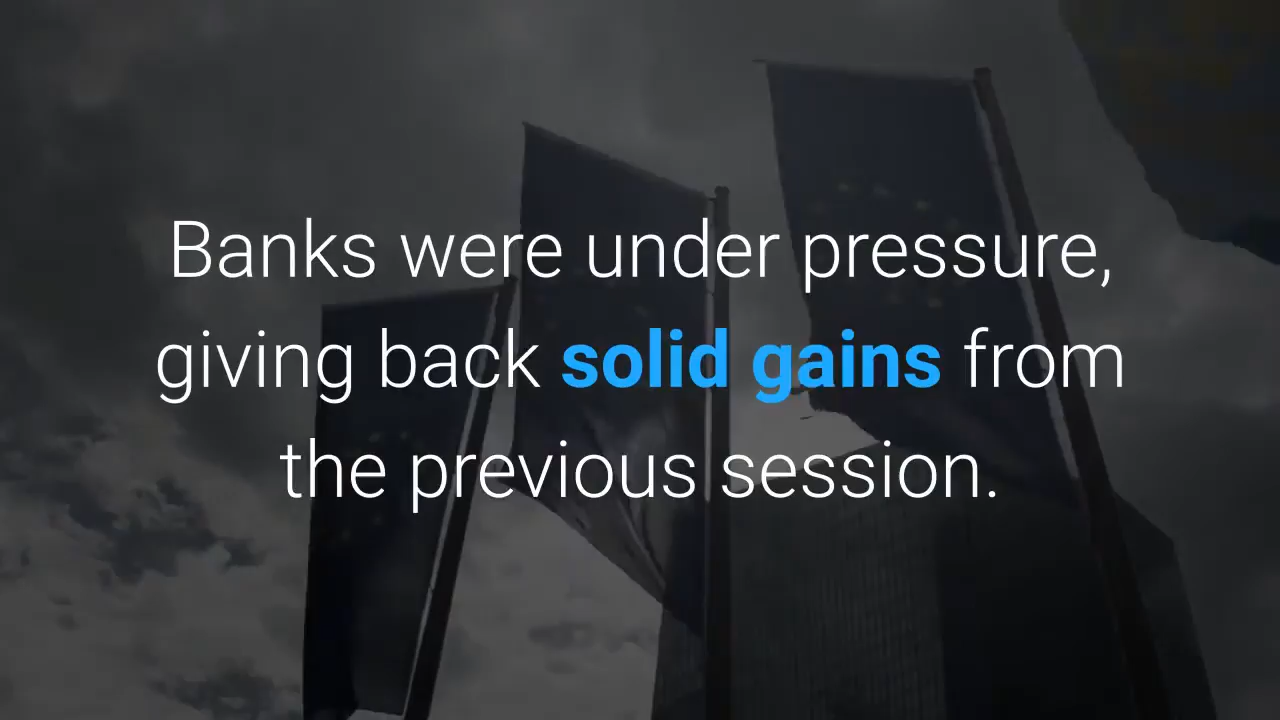 Banks were under pressure,
giving back solid gains from
the previous session.